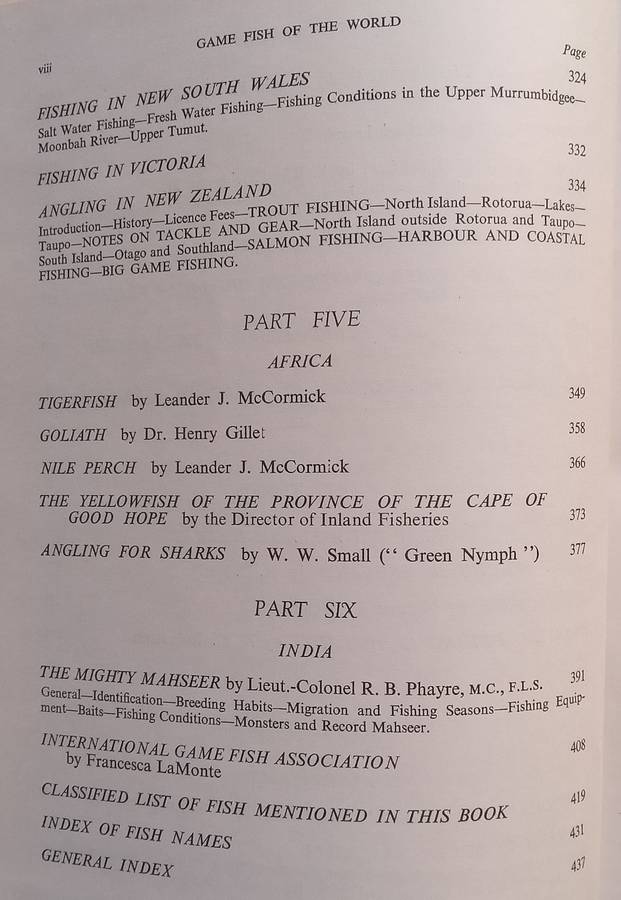 viii
GAME FISH OF THE WORLD
Page
FISHING IN NEW SOUTH WALES 324
Salt Water Fishing—Fresh Water Fishing—Fishing Conditions in the Upper Murrumbidgee—
Moonbah River—Upper Tumut.
FISHING IN VICTORIA 332
ANGLING IN NEW ZEALAND 334
Introduction—History—Licence Fees—TROUT FISHING—North Island—Rotorua—Lakes—
Taupo—NOTES ON TACKLE AND GEAR—North Island outside Rotorua and Taupo—
South Island—Otago and Southland—SALMON FISHING—HARBOUR AND COASTAL
FISHING—BIG GAME FISHING.
PART FIVE
AFRICA
TIGERFISH by Leander J. McCormick 349
GOLIATH by Dr. Henry Gillet 358
NILE PERCH by Leander J. McCormick 366
THE YELLOWFISH OF THE PROVINCE OF THE CAPE OF
GOOD HOPE by the Director of Inland Fisheries 373
ANGLING FOR SHARKS by W. W. Small (“ Green Nymph ”) 377
PART SIX
INDIA
THE MIGHTY MAHSEER by Lieut.-Colonel R. B. Phayre, M.C., F.L.S. 391
General—Identification—Breeding Habits—Migration and Fishing Seasons—Fishing Equip-
ment—Baits—Fishing Conditions—Monsters and Record Mahseer.
INTERNATIONAL GAME FISH ASSOCIATION 408
by Francesca LaMonte
CLASSIFIED LIST OF FISH MENTIONED IN THIS BOOK 419
INDEX OF FISH NAMES 431
GENERAL INDEX 437